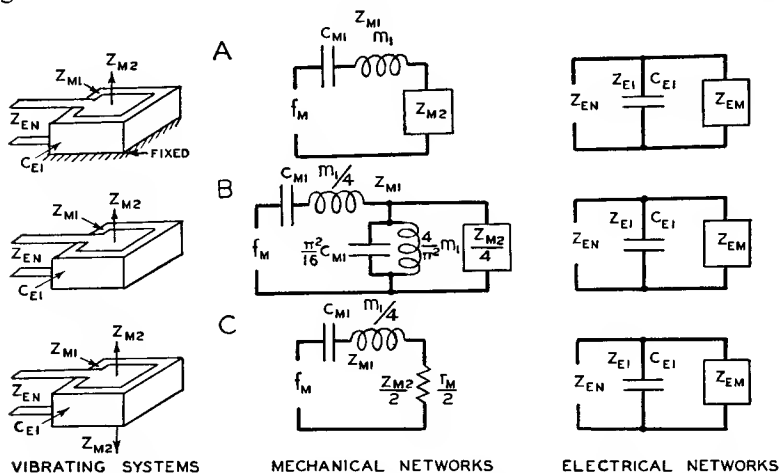 A
Z_M1
Z_M2
Z_EN
C_E1
FIXED
f_M
C_M1
Z_M1
m_1
Z_M2
Z_EN
Z_E1
C_E1
Z_EM
B
Z_M1
Z_M2
Z_EN
C_E1
f_M
C_M1
m_1/4
Z_M1
π²/16 C_M1
4/π² m_1
Z_M2/4
Z_EN
Z_E1
C_E1
Z_EM
C
Z_M1
Z_M2
Z_EN
C_E1
Z_M2
f_M
C_M1
m_1/4
Z_M1
Z_M2/2
r_M/2
Z_EN
Z_E1
C_E1
Z_EM
VIBRATING SYSTEMS
MECHANICAL NETWORKS
ELECTRICAL NETWORKS